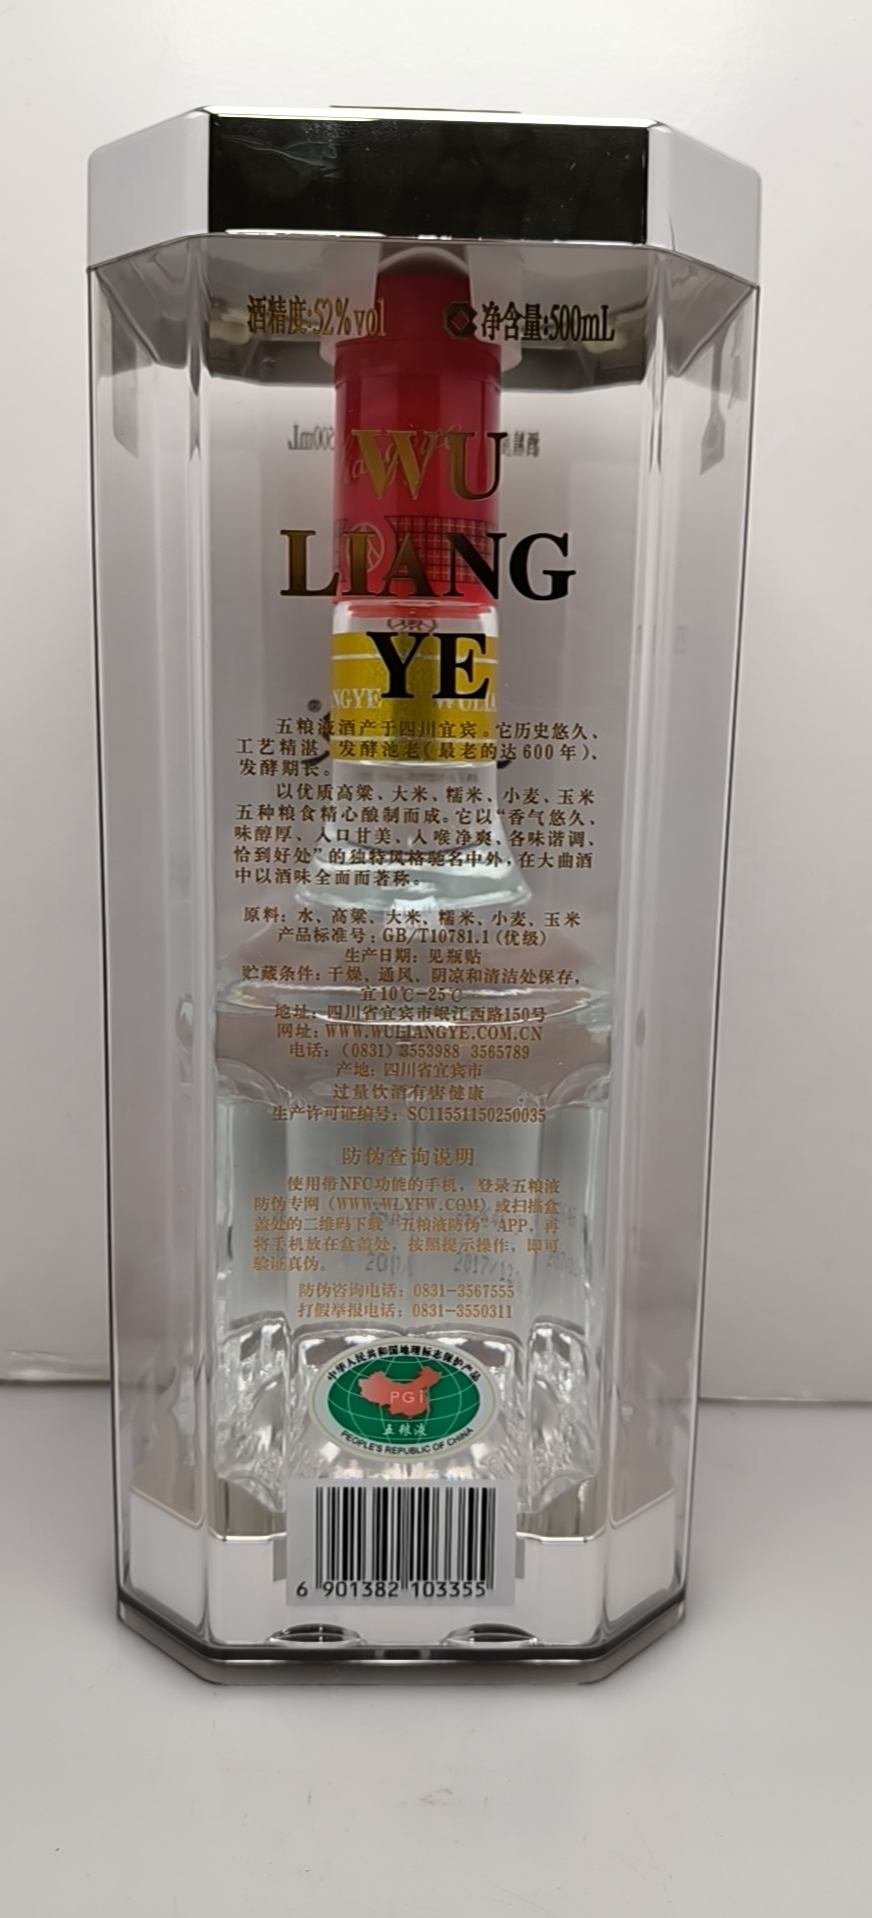 酒精度:52%vol 净含量:500mL
WU
LIANG
YE
五粮液酒产于四川宜宾。它历史悠久、
工艺精湛、发酵池老(最老的达600年)、
发酵期长。
以优质高粱、大米、糯米、小麦、玉米
五种粮食精心酿制而成。它以“香气悠久、
味醇厚、入口甘美、入喉净爽、各味谐调、
恰到好处”的独特风格驰名中外,在大曲酒
中以酒味全面而著称。
原料：水、高粱、大米、糯米、小麦、玉米
产品标准号：GB/T10781.1(优级)
生产日期：见瓶贴
贮藏条件：干燥、通风、阴凉和清洁处保存，
宜10℃-25℃
地址：四川省宜宾市岷江西路150号
网址：WWW.WULIANGYE.COM.CN
电话：(0831)3553988 3565789
产地：四川省宜宾市
过量饮酒有害健康
生产许可证编号：SC11551150250035
防伪查询说明
使用带NFC功能的手机，登录五粮液
防伪专网（WWW.WLYFW.COM）或扫描盒
盖处的二维码下载“五粮液防伪”APP，再
将手机放在盒盖处，按照提示操作，即可
验证真伪。
防伪咨询电话：0831-3567555
打假举报电话：0831-3550311
中华人民共和国地理标志保护产品
PGI
五粮液
PEOPLE'S REPUBLIC OF CHINA
6 901382 103355